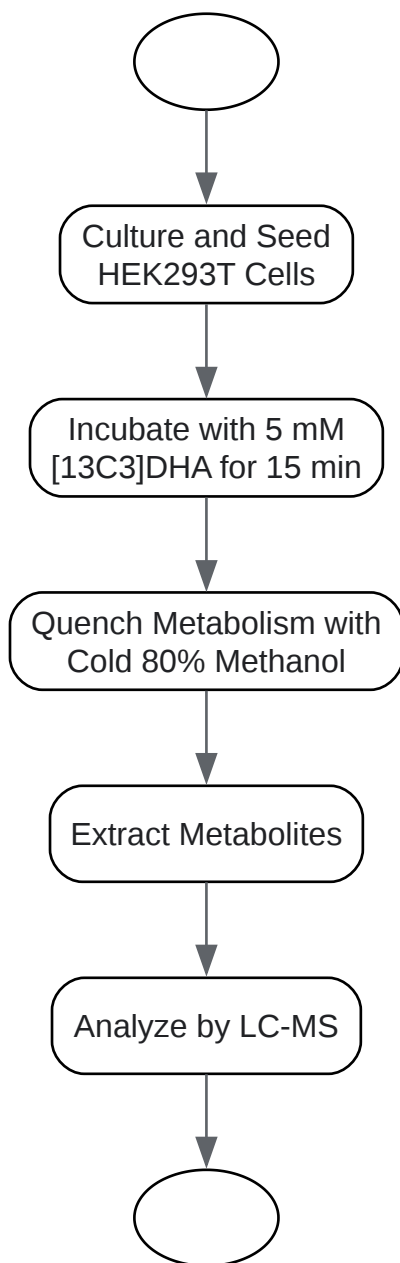 Culture and Seed
HEK293T Cells
Incubate with 5 mM
[13C3]DHA for 15 min
Quench Metabolism with
Cold 80% Methanol
Extract Metabolites
Analyze by LC-MS